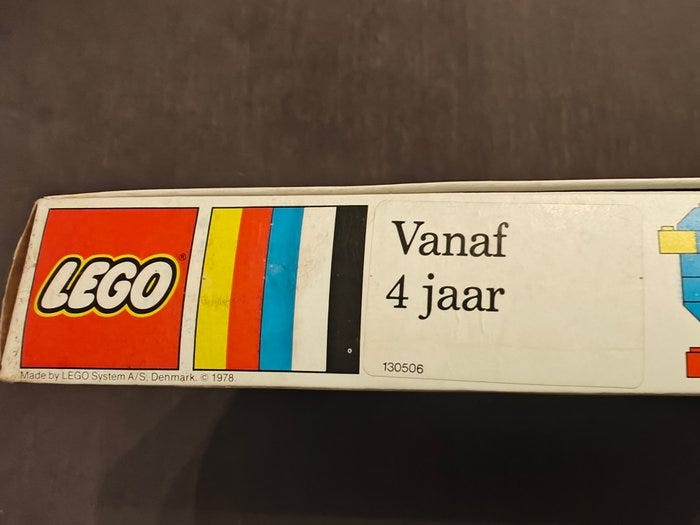 LEGO®
Made by LEGO System A/S, Denmark. © 1978.
Vanaf
4 jaar
130506